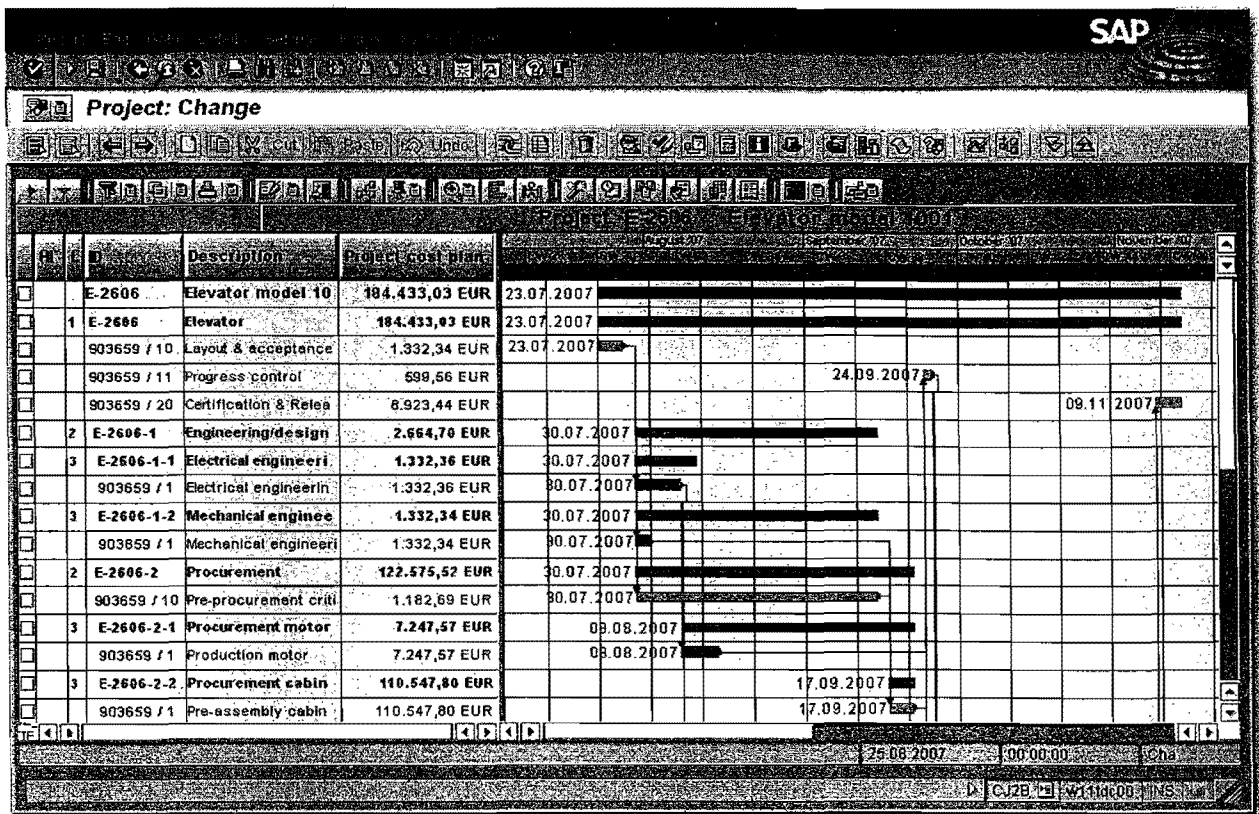 SAP
Project: Change
Cut Paste Undo
Project E-2606 Elevator model 1001
ID Description Project cost plan August 07 September 07 October 07 November 07
E-2606 Elevator model 10 184.433,03 EUR 23.07.2007
1 E-2606 Elevator 184.433,03 EUR 23.07.2007
903659 / 10 Layout & acceptance 1.332,34 EUR 23.07.2007
903659 / 11 Progress control 599,56 EUR 24.09.2007
903659 / 20 Certification & Relea 8.923,44 EUR 09.11.2007
2 E-2606-1 Engineering/design 2.664,70 EUR 30.07.2007
3 E-2606-1-1 Electrical engineeri 1.332,36 EUR 30.07.2007
903659 / 1 Electrical engineerin 1.332,36 EUR 30.07.2007
3 E-2606-1-2 Mechanical enginee 1.332,34 EUR 30.07.2007
903659 / 1 Mechanical engineeri 1.332,34 EUR 30.07.2007
2 E-2606-2 Procurement 122.575,52 EUR 30.07.2007
903659 / 10 Pre-procurement criti 1.182,69 EUR 30.07.2007
3 E-2606-2-1 Procurement motor 7.247,57 EUR 08.08.2007
903659 / 1 Production motor 7.247,57 EUR 08.08.2007
3 E-2606-2-2 Procurement cabin 110.547,80 EUR 17.09.2007
903659 / 1 Pre-assembly cabin 110.547,80 EUR 17.09.2007
25.06.2007 00:00:00 Cha
CJ2B INS